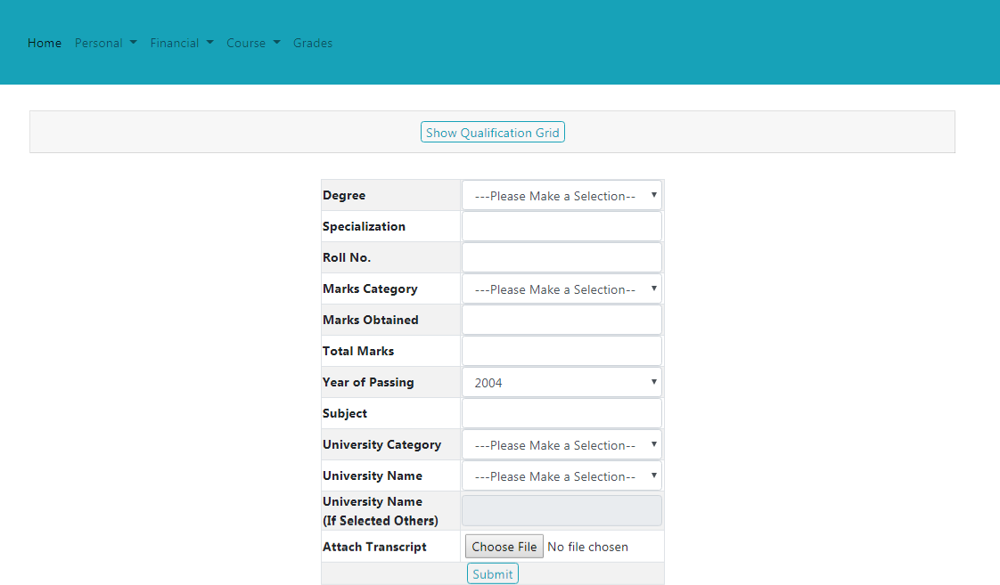 Home Personal Financial Course Grades
Show Qualification Grid
Degree ---Please Make a Selection--
Specialization
Roll No.
Marks Category ---Please Make a Selection--
Marks Obtained
Total Marks
Year of Passing 2004
Subject
University Category ---Please Make a Selection--
University Name ---Please Make a Selection--
University Name
(If Selected Others)
Attach Transcript Choose File No file chosen
Submit